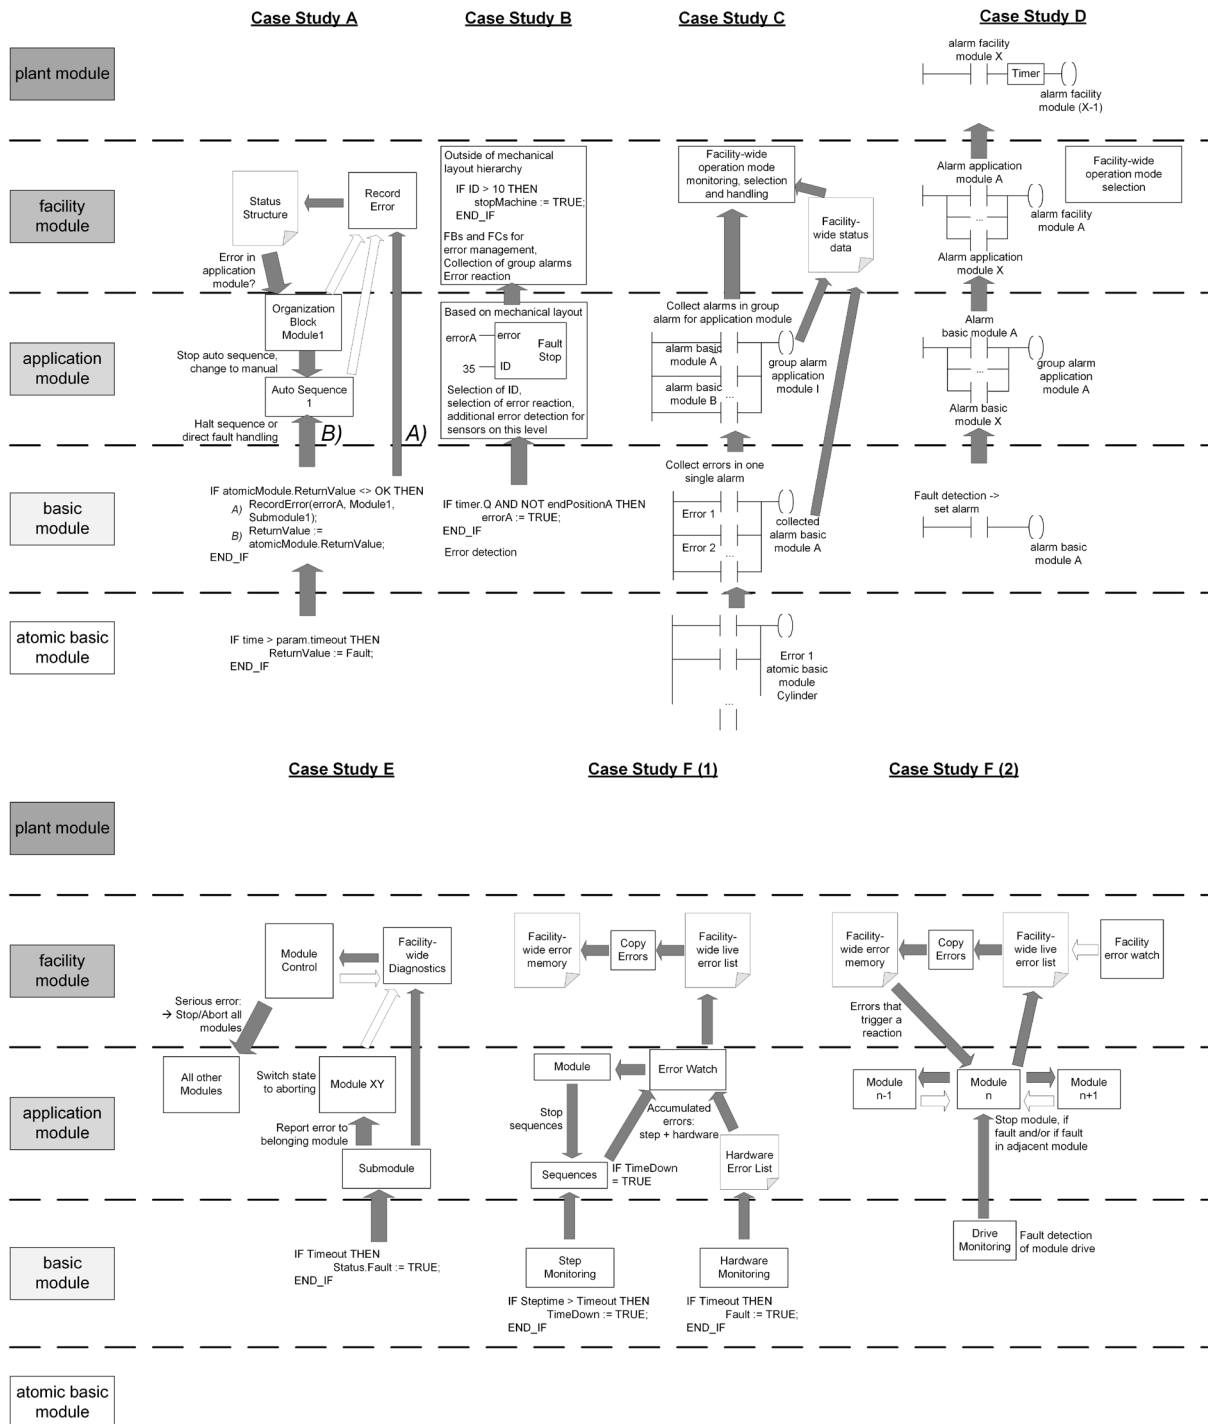 Case Study A
Case Study B
Case Study C
Case Study D
plant module
alarm facility
module X
Timer
alarm facility
module (X-1)
facility
module
Status
Structure
Record
Error
Error in
application
module?
Outside of mechanical
layout hierarchy
IF ID > 10 THEN
stopMachine := TRUE;
END_IF
FBs and FCs for
error management,
Collection of group alarms
Error reaction
Facility-wide
operation mode
monitoring, selection
and handling
Facility-
wide status
data
Alarm application
module A
...
alarm facility
module A
Alarm application
module X
Facility-wide
operation mode
selection
application
module
Organization
Block
Module1
Stop auto sequence,
change to manual
Auto Sequence
1
Halt sequence or
direct fault handling
B)
A)
Based on mechanical layout
errorA
error
Fault
Stop
35
ID
Selection of ID,
selection of error reaction,
additional error detection for
sensors on this level
Collect alarms in group
alarm for application module
alarm basic
module A
alarm basic
module B
...
group alarm
application
module I
Alarm
basic module A
...
group alarm
application
module A
Alarm basic
module X
basic
module
IF atomicModule.ReturnValue <> OK THEN
A) RecordError(errorA, Module1,
Submodule1);
B) ReturnValue :=
atomicModule.ReturnValue;
END_IF
IF timer.Q AND NOT endPositionA THEN
errorA := TRUE;
END_IF
Error detection
Collect errors in one
single alarm
Error 1
Error 2
...
collected
alarm basic
module A
Fault detection ->
set alarm
alarm basic
module A
atomic basic
module
IF time > param.timeout THEN
ReturnValue := Fault;
END_IF
Error 1
atomic basic
module
Cylinder
...
Case Study E
Case Study F (1)
Case Study F (2)
plant module
facility
module
Module
Control
Facility-
wide
Diagnostics
Serious error:
→ Stop/Abort all
modules
Facility-
wide error
memory
Copy
Errors
Facility-
wide live
error list
Facility-
wide error
memory
Copy
Errors
Facility-
wide live
error list
Facility
error watch
Errors that
trigger a
reaction
application
module
All other
Modules
Switch state
to aborting
Module XY
Report error to
belonging module
Submodule
Module
Error Watch
Stop
sequences
Accumulated
errors:
step + hardware
Sequences
IF TimeDown
= TRUE
Hardware
Error List
Module
n-1
Module
n
Module
n+1
Stop module, if
fault and/or if fault
in adjacent module
basic
module
IF Timeout THEN
Status.Fault := TRUE;
END_IF
Step
Monitoring
IF Steptime > Timeout THEN
TimeDown := TRUE;
END_IF
Hardware
Monitoring
IF Timeout THEN
Fault := TRUE;
END_IF
Drive
Monitoring
Fault detection
of module drive
atomic basic
module